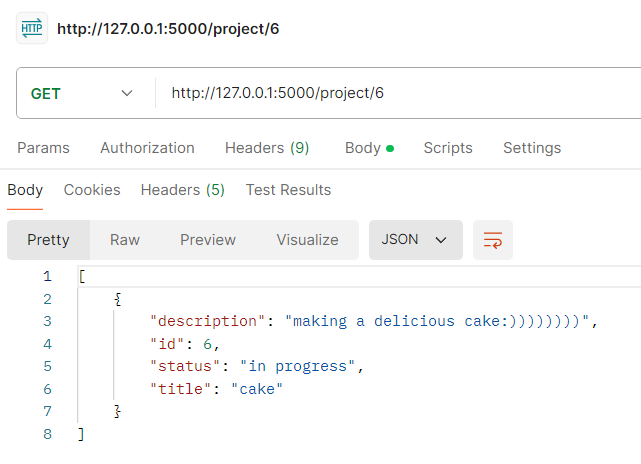 HTTP http://127.0.0.1:5000/project/6
GET http://127.0.0.1:5000/project/6
Params Authorization Headers (9) Body Scripts Settings
Body Cookies Headers (5) Test Results
Pretty Raw Preview Visualize JSON
1 [
2 {
3 "description": "making a delicious cake:))))))))",
4 "id": 6,
5 "status": "in progress",
6 "title": "cake"
7 }
8 ]